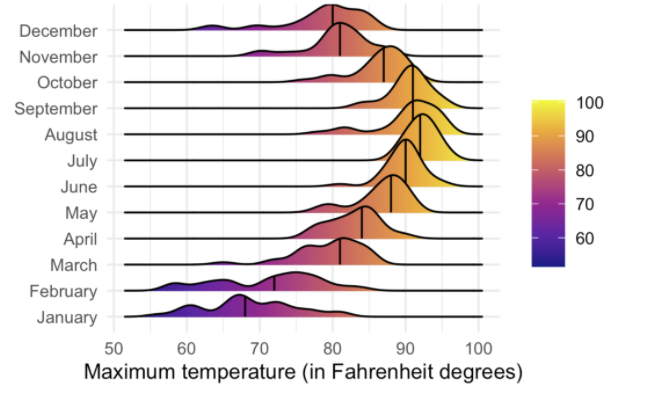 December
November
October
September
August
July
June
May
April
March
February
January
50 60 70 80 90 100
Maximum temperature (in Fahrenheit degrees)
100
90
80
70
60